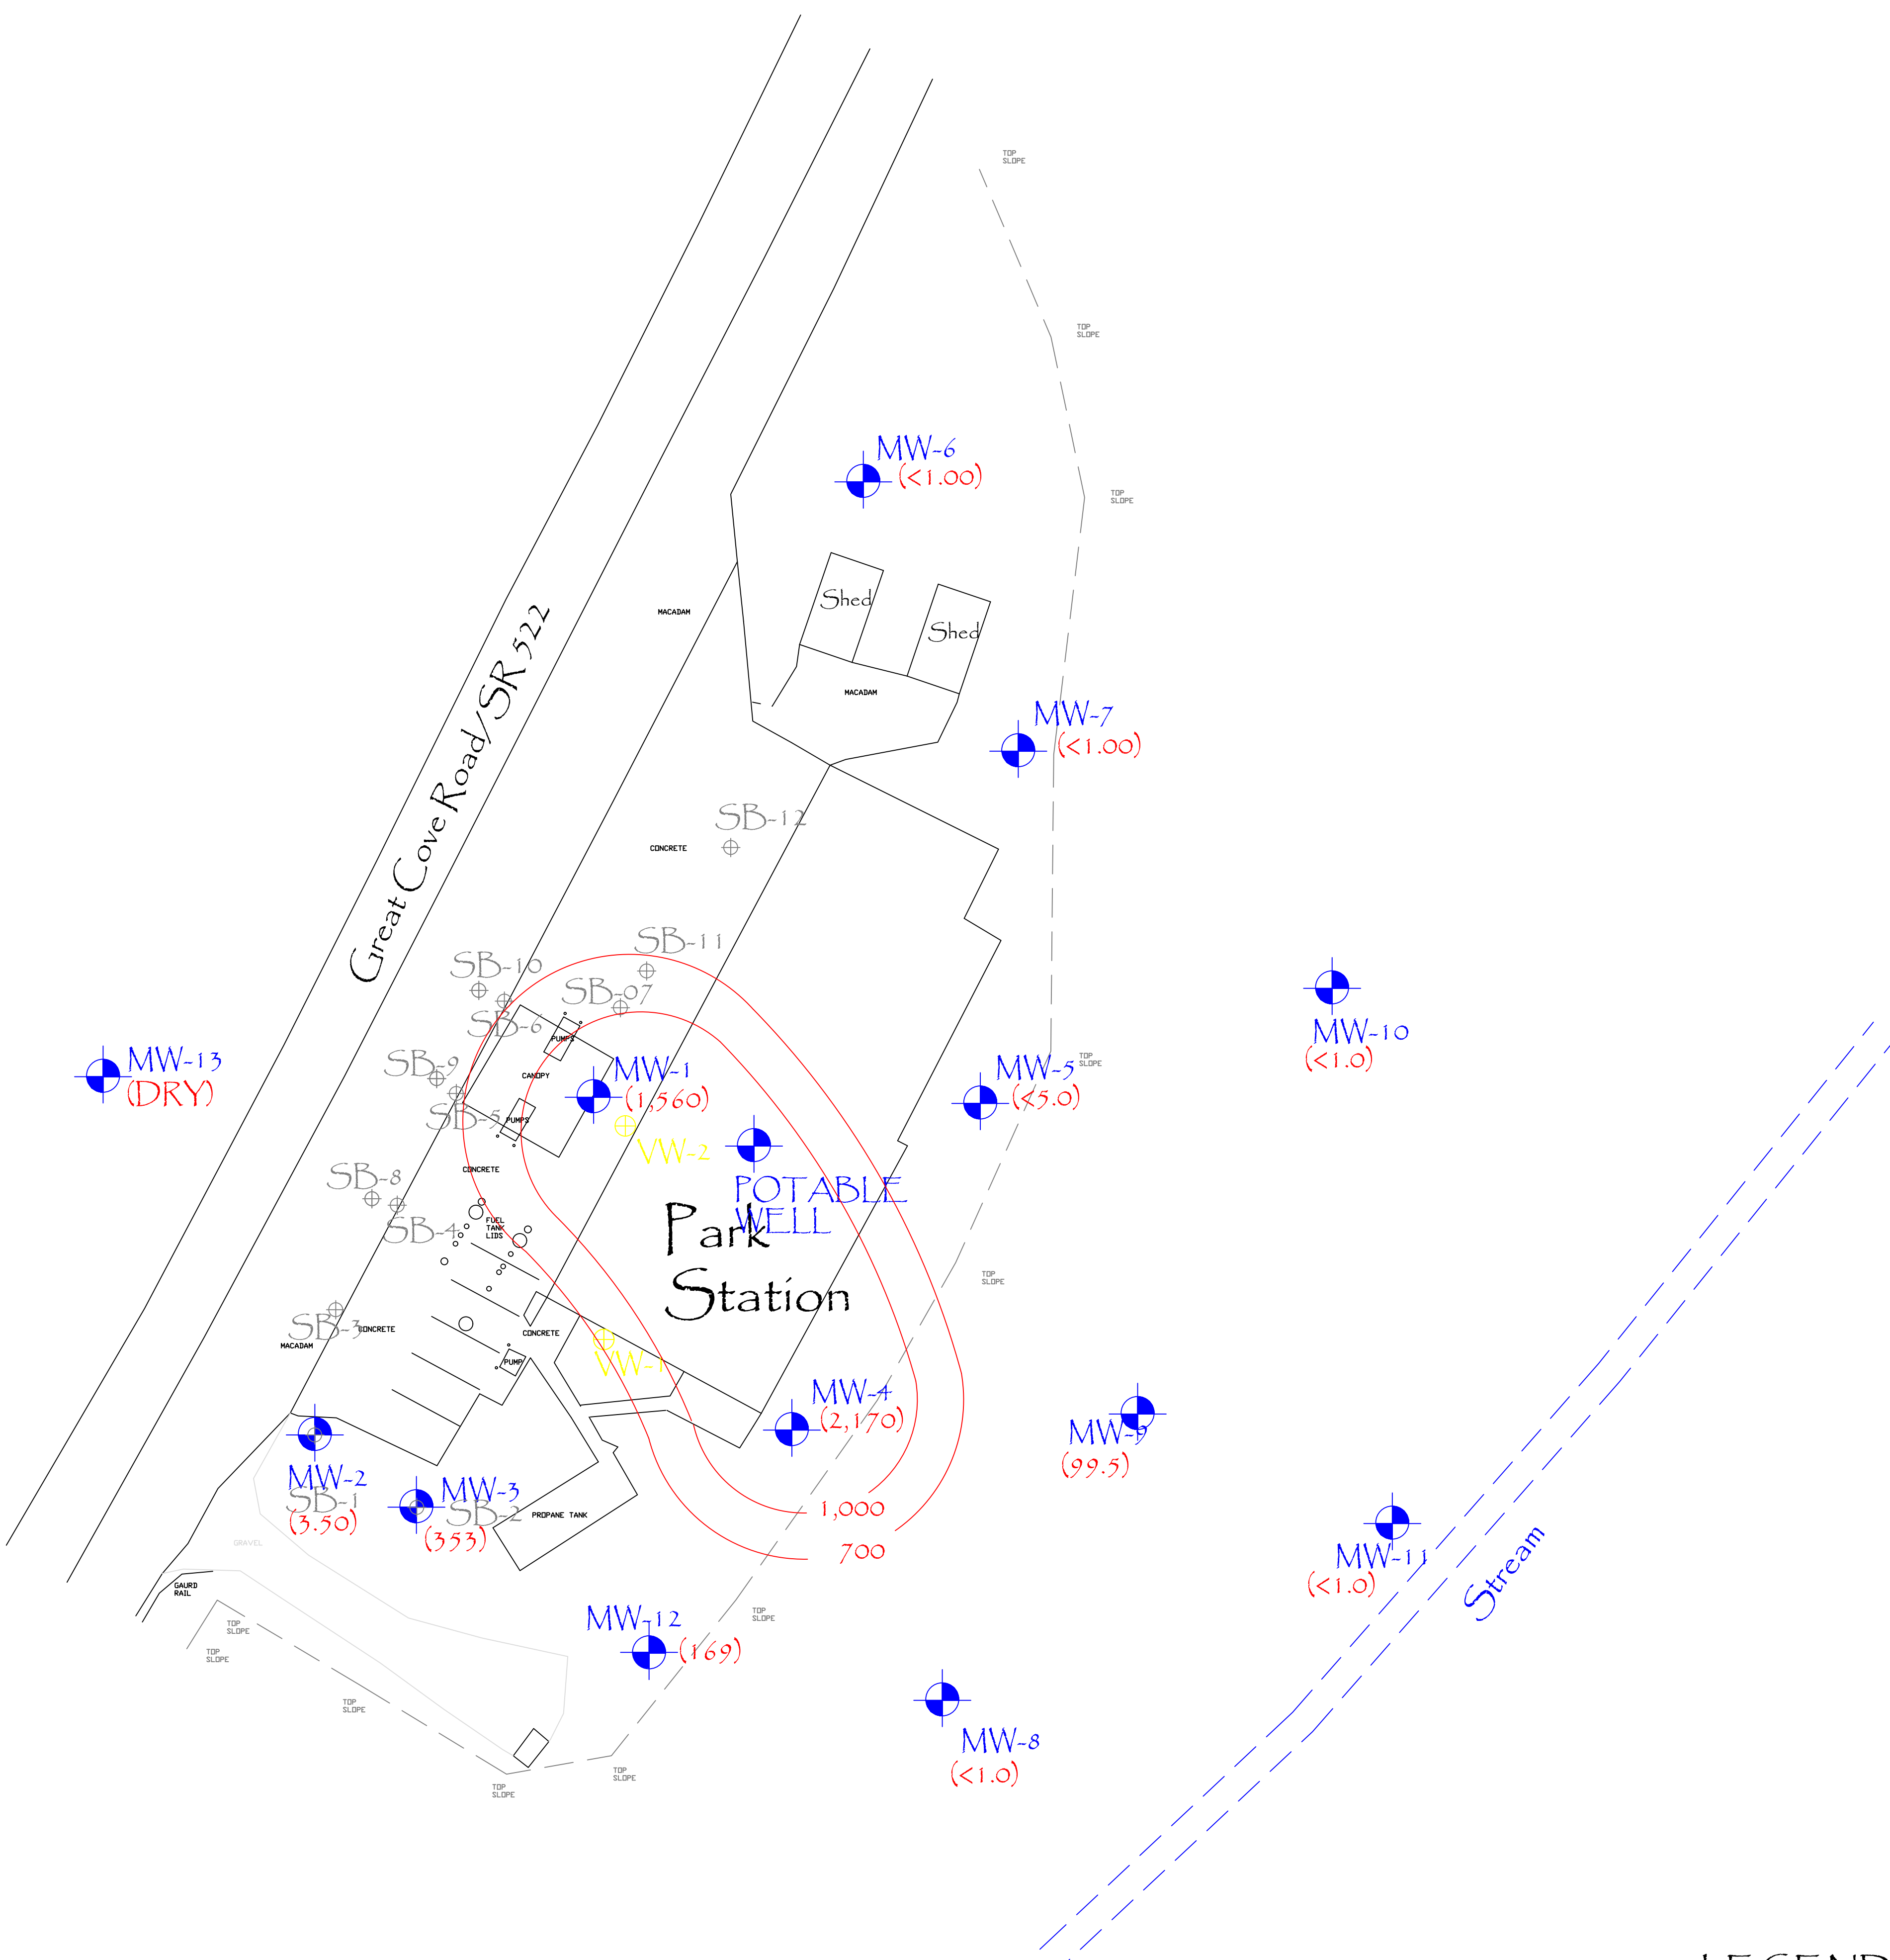 TOP
SLOPE
TOP
SLOPE
MW-6
(<1.00)
TOP
SLOPE
Shed
MACADAM
Shed
MACADAM
Great Cove Road/SR 522
MW-7
(<1.00)
SB-12
CONCRETE
SB-11
SB-10
SB-07
SB-6
PUMPS
MW-10
(<1.0)
MW-13
(DRY)
SB-9
CANOPY
MW-1
(1,560)
MW-5
(<5.0)
TOP
SLOPE
SB-5
PUMPS
VW-2
CONCRETE
SB-8
POTABLE
WELL
SB-4
FUEL
TANK
LIDS
Park
Station
TOP
SLOPE
SB-3
CONCRETE
CONCRETE
MACADAM
PUMP
VW-1
MW-4
(2,170)
MW-9
(99.5)
MW-2
SB-1
(3.50)
MW-3
SB-2
(353)
PROPANE TANK
1,000
700
GRAVEL
MW-11
(<1.0)
Stream
GAURD
RAIL
TOP
SLOPE
TOP
SLOPE
MW-12
(169)
TOP
SLOPE
TOP
SLOPE
MW-8
(<1.0)
TOP
SLOPE
TOP
SLOPE
LEGEND